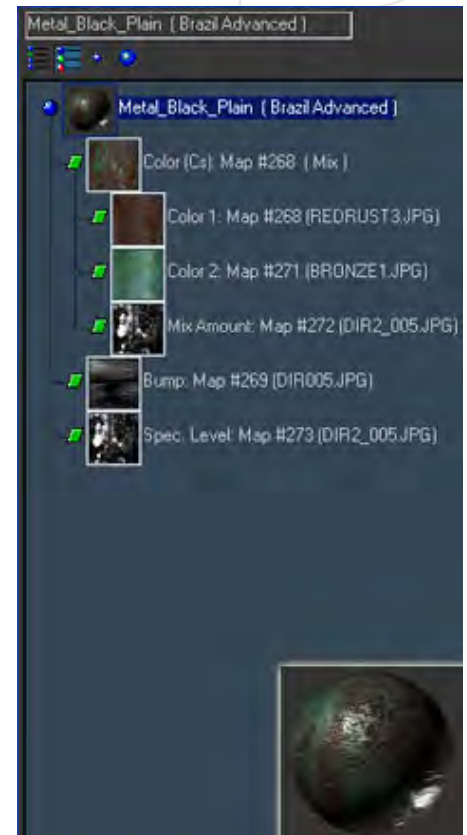 Metal_Black_Plain ( Brazil Advanced )
Metal_Black_Plain ( Brazil Advanced )
Color (Cs): Map #268 ( Mix )
Color 1: Map #268 (REDRUST3.JPG)
Color 2: Map #271 (BRONZE1.JPG)
Mix Amount: Map #272 (DIR2_005.JPG)
Bump: Map #269 (DIR005.JPG)
Spec. Level: Map #273 (DIR2_005.JPG)